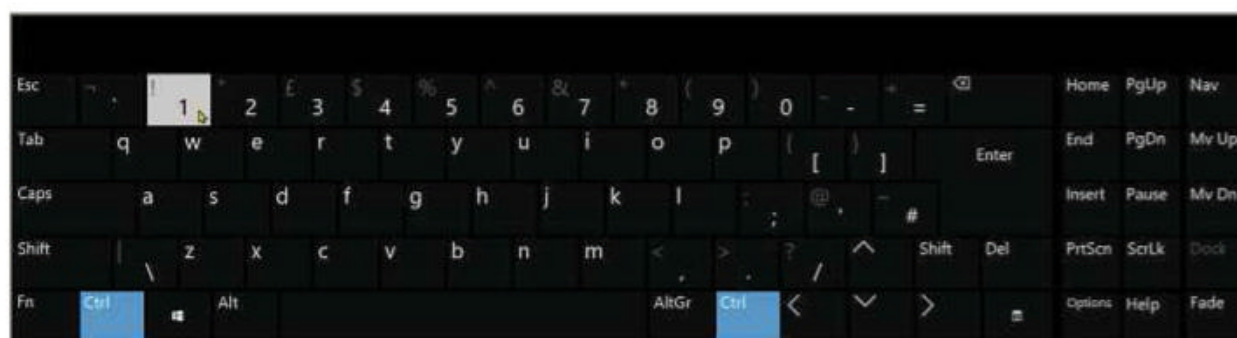 Esc ¬ ` ! 1 " 2 £ 3 $ 4 % 5 ^ 6 & 7 * 8 ( 9 ) 0 _ - + = Home PgUp Nav
Tab q w e r t y u i o p { [ } ] Enter End PgDn Mv Up
Caps a s d f g h j k l : ; @ ' ~ # Insert Pause Mv Dn
Shift | \ z x c v b n m < , > . ? / Shift Del PrtScn ScrLk Dock
Fn Ctrl Alt AltGr Ctrl Options Help Fade